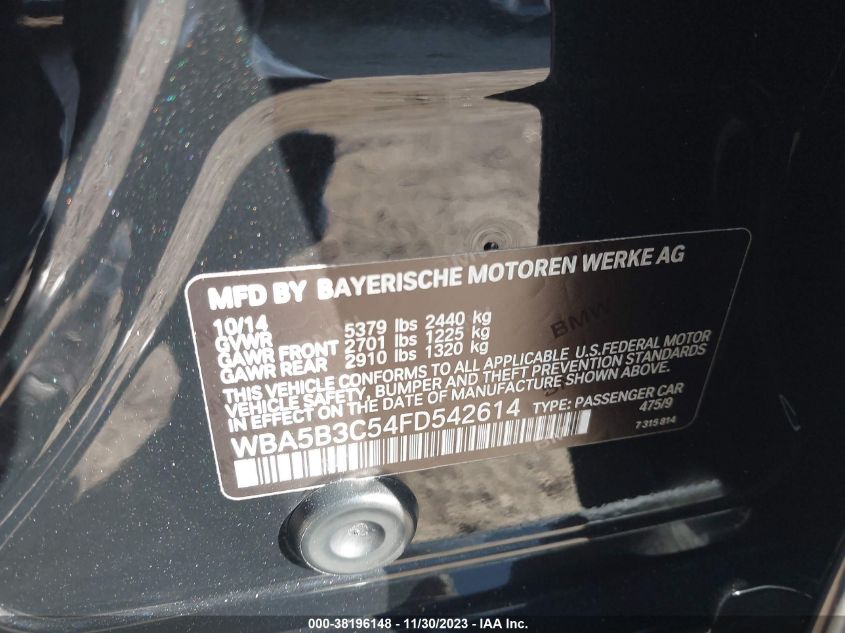 MFD BY BAYERISCHE MOTOREN WERKE AG
10/14
GVWR 5379 lbs 2440 kg
GAWR FRONT 2701 lbs 1225 kg
GAWR REAR 2910 lbs 1320 kg
THIS VEHICLE CONFORMS TO ALL APPLICABLE U.S.FEDERAL MOTOR
VEHICLE SAFETY, BUMPER AND THEFT PREVENTION STANDARDS
IN EFFECT ON THE DATE OF MANUFACTURE SHOWN ABOVE.
WBA5B3C54FD542614 TYPE: PASSENGER CAR
475/9
7 315 814
BMW
000-38196148 - 11/30/2023 - © IAA Inc.